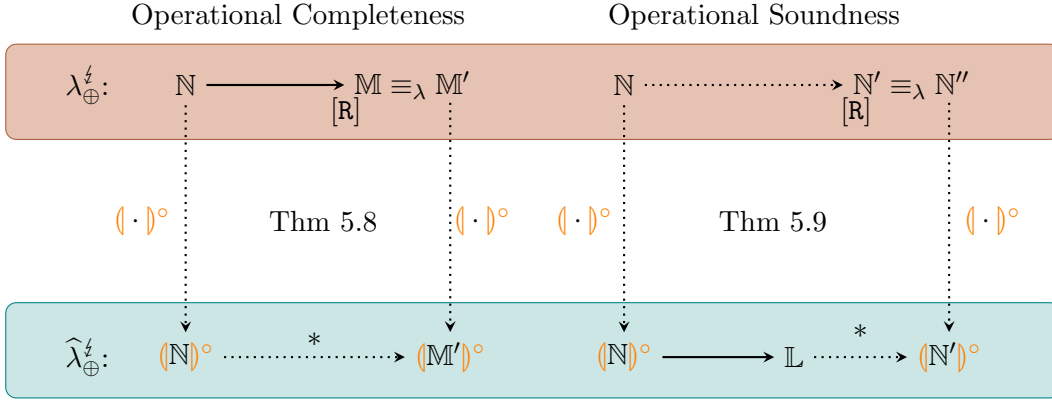 Operational Completeness Operational Soundness
λ⊕↯: ℕ 𝕄 ≡λ 𝕄′ ℕ ℕ′ ≡λ ℕ″
[R] [R]
⦇·⦈° Thm 5.8 ⦇·⦈° ⦇·⦈° Thm 5.9 ⦇·⦈°
λ̂⊕↯: ⦇ℕ⦈° * ⦇𝕄′⦈° ⦇ℕ⦈° 𝕃 * ⦇ℕ′⦈°